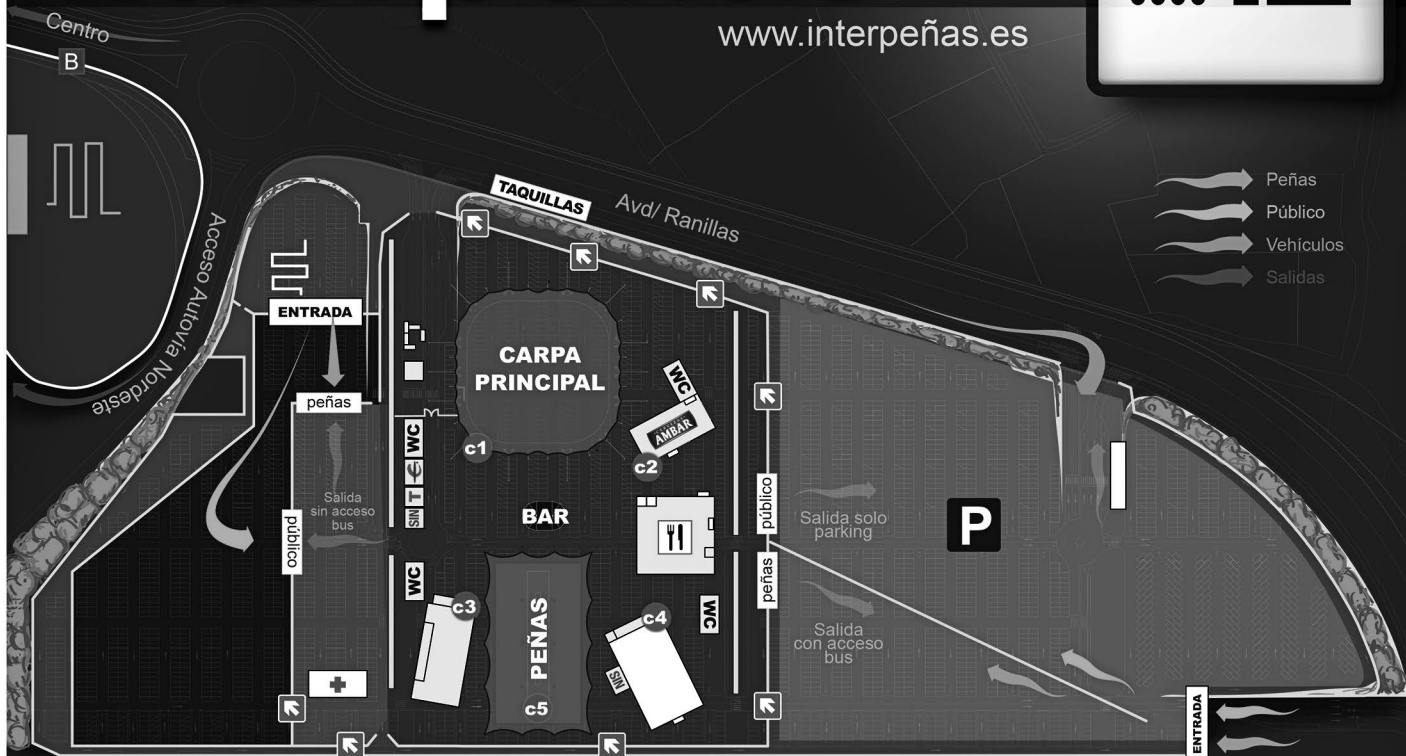 Centro
B
www.interpeñas.es
TAQUILLAS
Avd/ Ranillas
Peñas
Público
Vehículos
Salidas
Acceso Autovía Nordeste
ENTRADA
CARPA
PRINCIPAL
WC
AMBAR
peñas
c1
c2
WC
T
SIN
Salida
sin acceso
bus
público
BAR
público
Salida solo
parking
P
peñas
WC
c3
PEÑAS
c4
WC
Salida
con acceso
bus
SIN
c5
ENTRADA